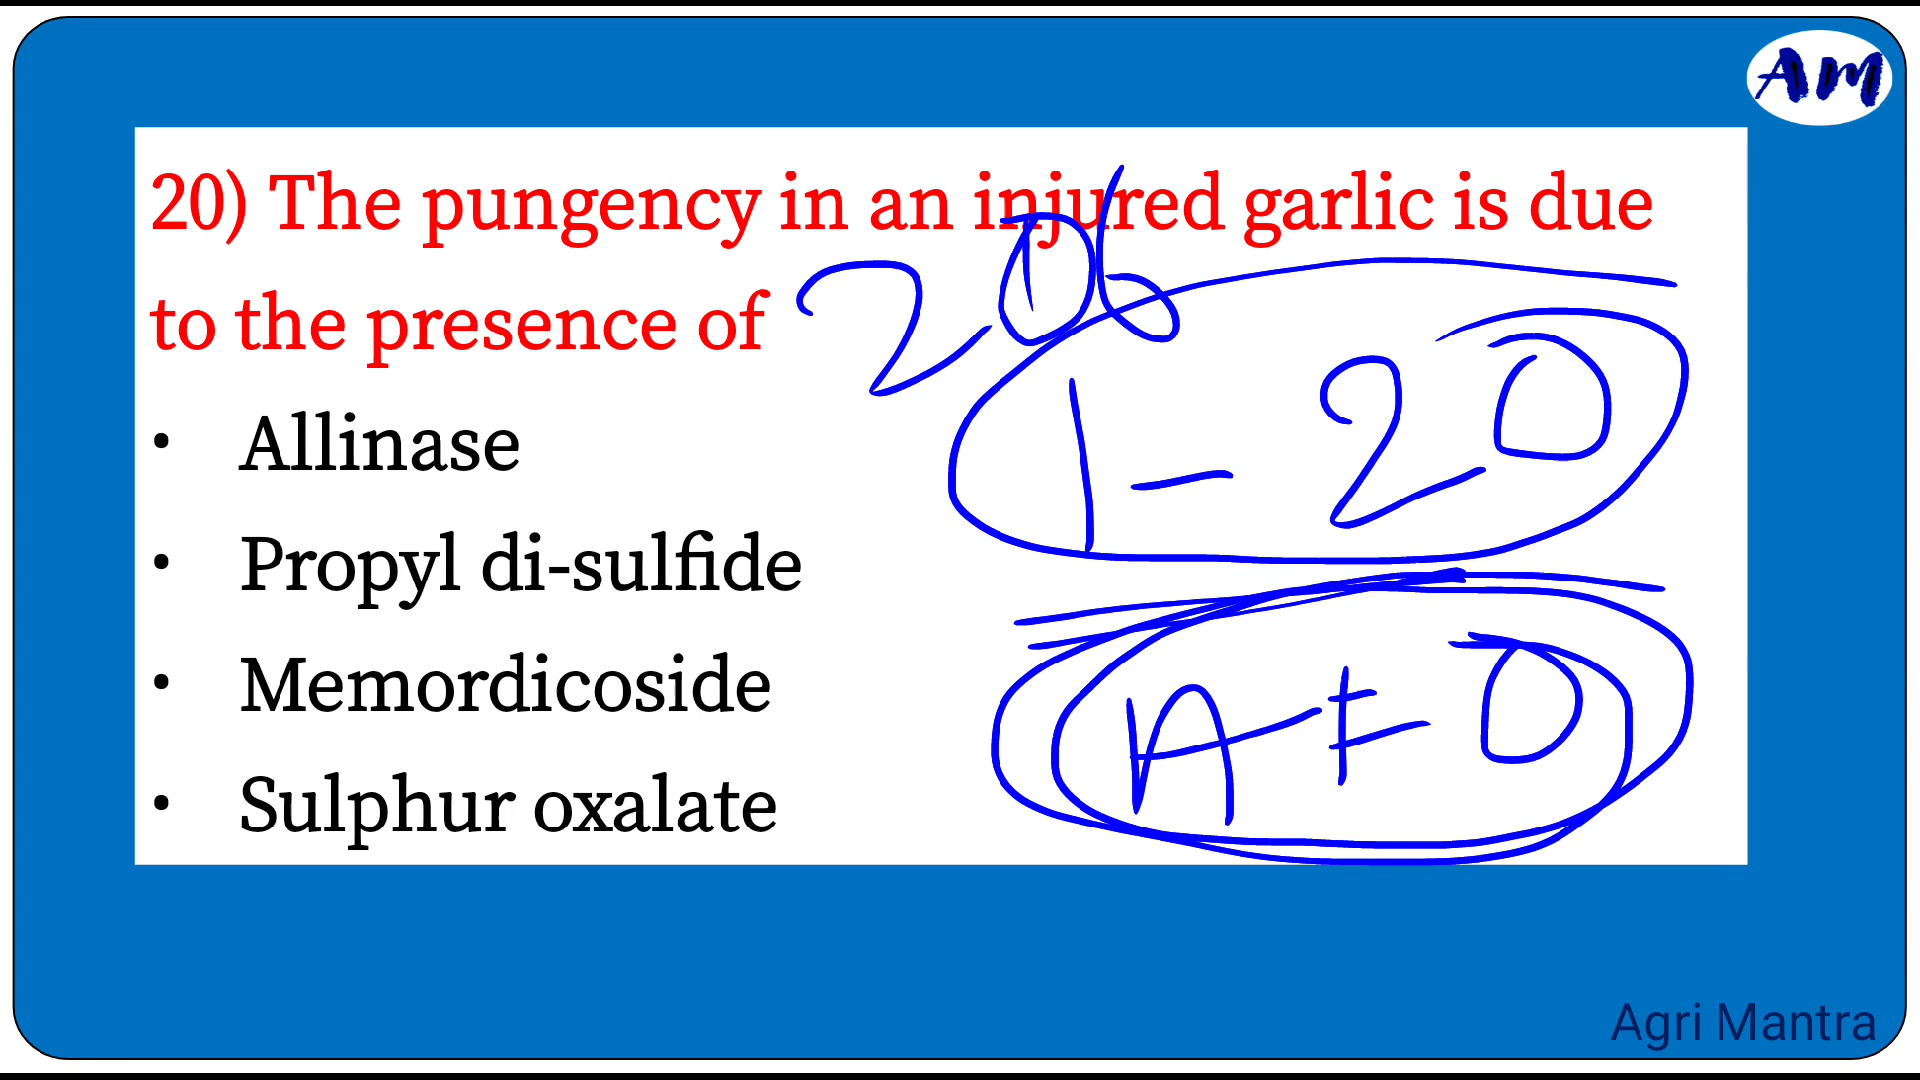 AM
20) The pungency in an injured garlic is due
to the presence of
206
• Allinase
1 - 20
• Propyl di-sulfide
• Memordicoside
• Sulphur oxalate
Agri Mantra